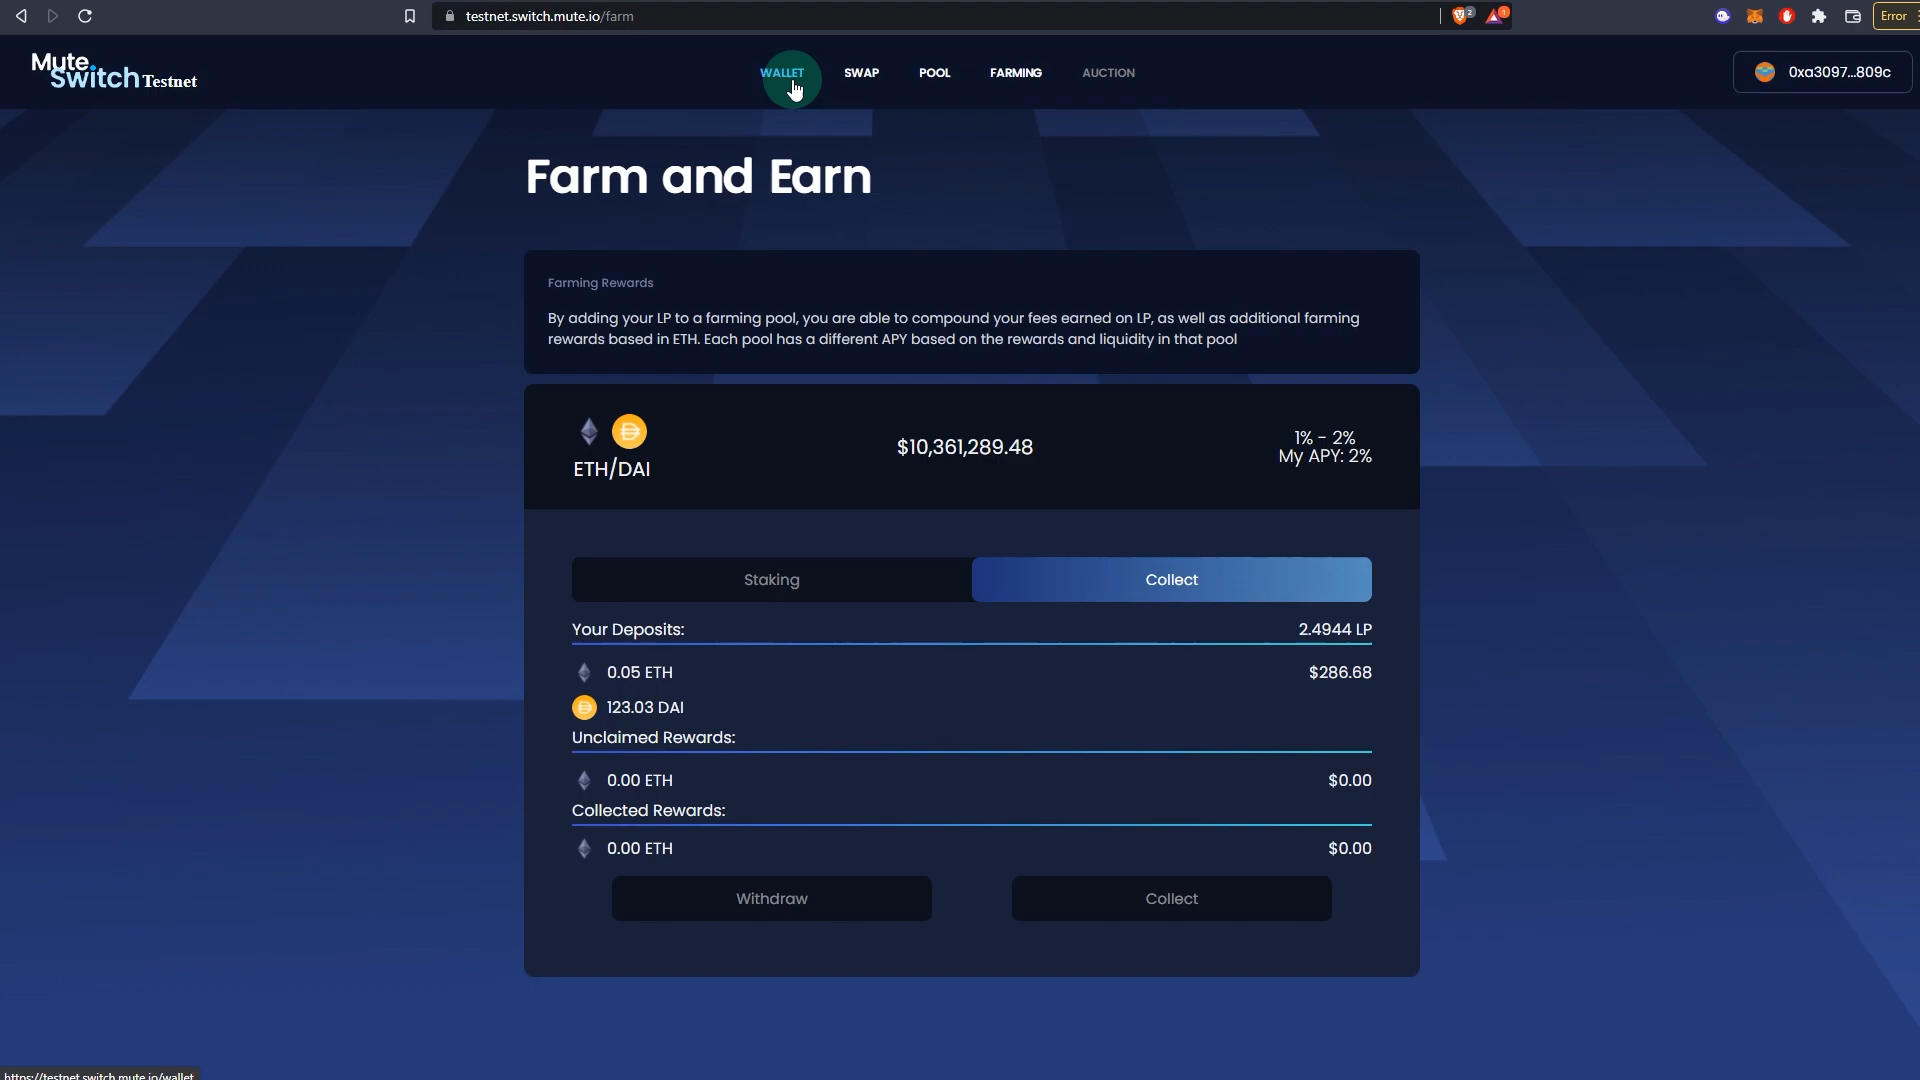 testnet.switch.mute.io/farm
2
1
Error
Mute.
Switch Testnet
WALLET
SWAP
POOL
FARMING
AUCTION
0xa3097...809c
Farm and Earn
Farming Rewards
By adding your LP to a farming pool, you are able to compound your fees earned on LP, as well as additional farming
rewards based in ETH. Each pool has a different APY based on the rewards and liquidity in that pool
ETH/DAI
$10,361,289.48
1% - 2%
My APY: 2%
Staking
Collect
Your Deposits:
2.4944 LP
0.05 ETH
$286.68
123.03 DAI
Unclaimed Rewards:
0.00 ETH
$0.00
Collected Rewards:
0.00 ETH
$0.00
Withdraw
Collect
https://testnet.switch.mute.io/wallet